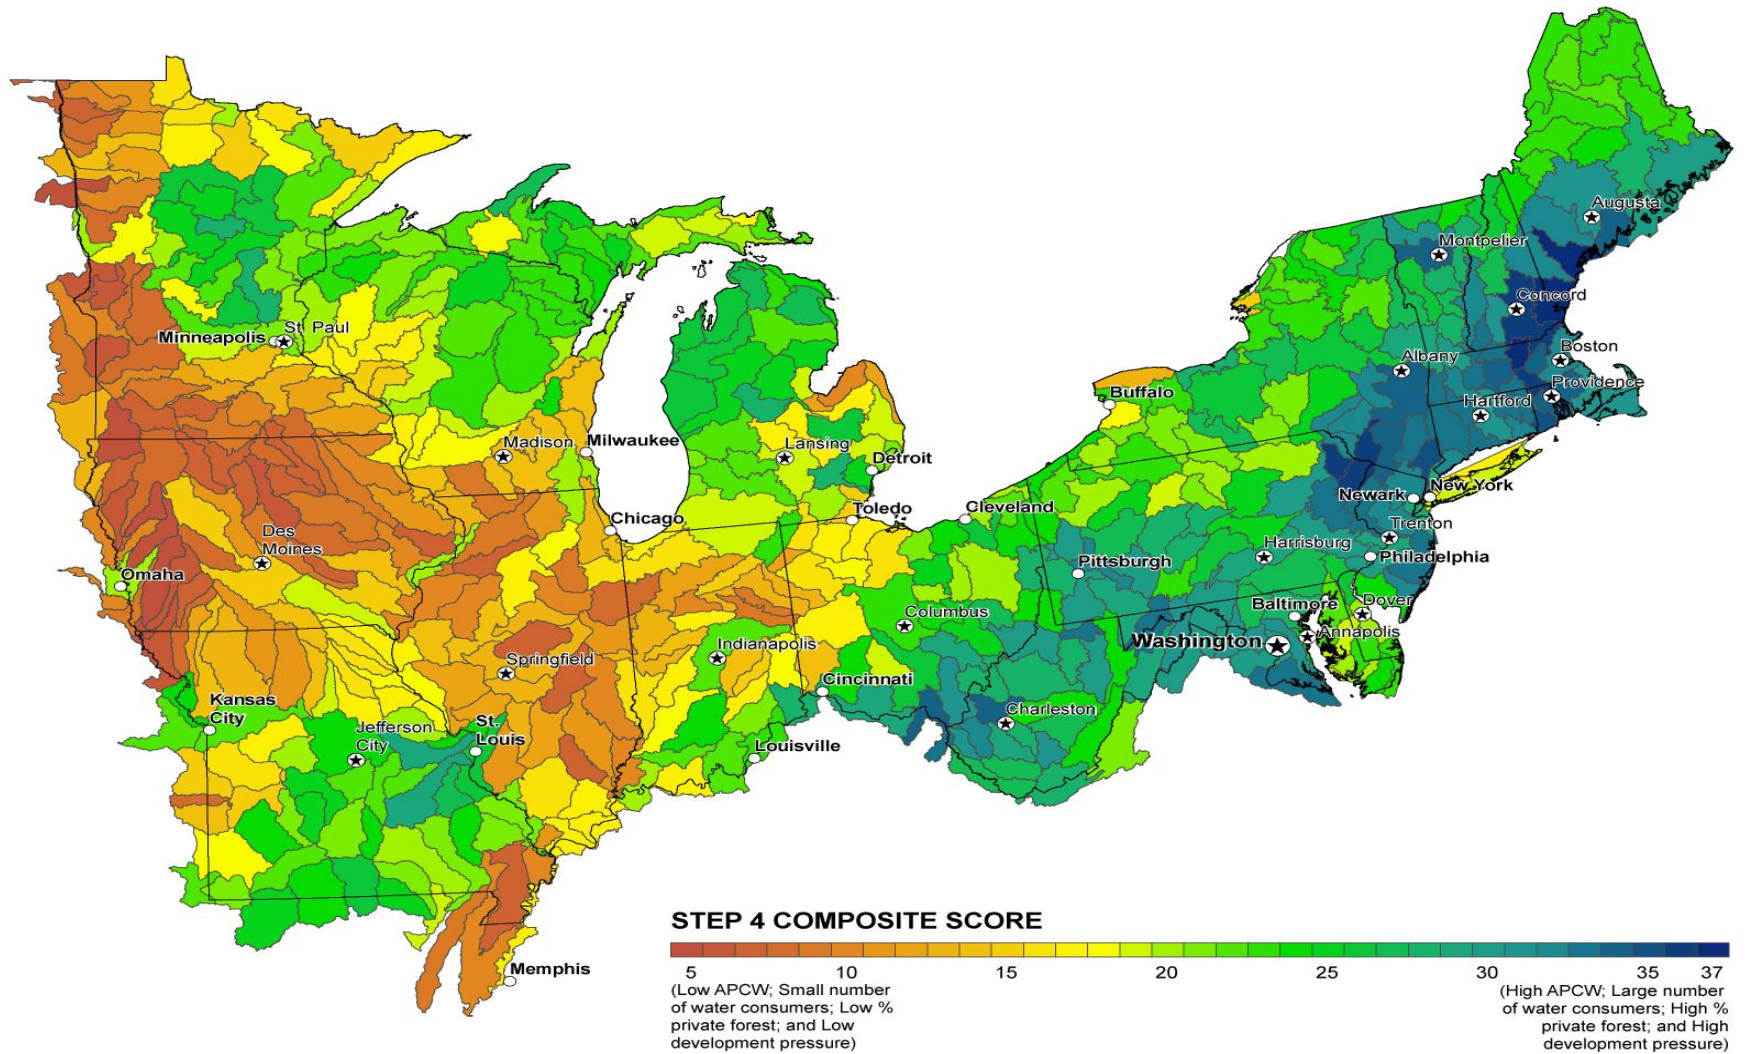 Augusta
Montpelier
Concord
Minneapolis
St. Paul
Boston
Albany
Providence
Buffalo
Hartford
Madison
Milwaukee
Lansing
Detroit
Newark
New York
Chicago
Toledo
Cleveland
Trenton
Des
Moines
Harrisburg
Philadelphia
Pittsburgh
Omaha
Columbus
Baltimore
Dover
Washington
Annapolis
Indianapolis
Springfield
Cincinnati
Kansas
City
Charleston
Jefferson
City
St.
Louis
Louisville
STEP 4 COMPOSITE SCORE
5 10 15 20 25 30 35 37
Memphis
(Low APCW; Small number
of water consumers; Low %
private forest; and Low
development pressure)
(High APCW; Large number
of water consumers; High %
private forest; and High
development pressure)